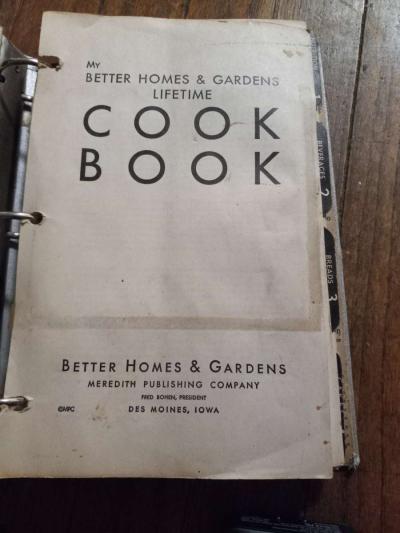 My
BETTER HOMES & GARDENS
LIFETIME
COOK
BOOK
BETTER HOMES & GARDENS
MEREDITH PUBLISHING COMPANY
FRED BOHEN, PRESIDENT
©MPC
DES MOINES, IOWA
1
BEVERAGES 2
BREADS 3